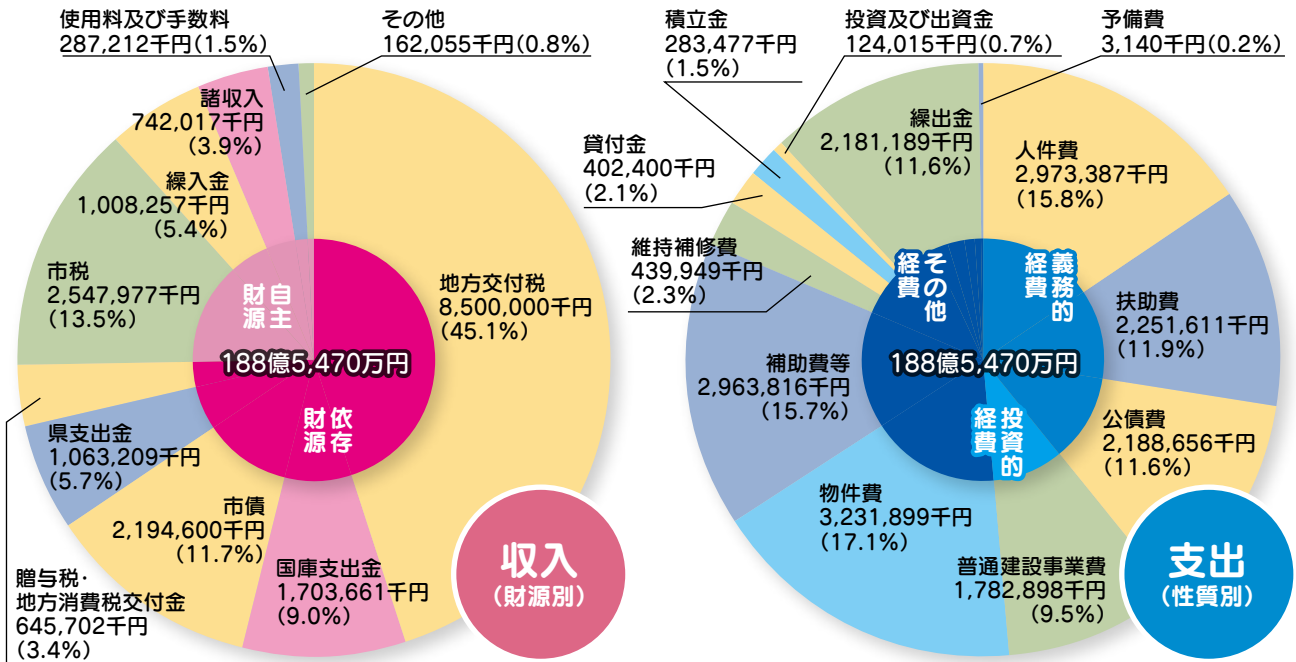 使用料及び手数料
287,212千円(1.5%)
その他
162,055千円(0.8%)
諸収入
742,017千円
(3.9%)
繰入金
1,008,257千円
(5.4%)
市税
2,547,977千円
(13.5%)
地方交付税
8,500,000千円
(45.1%)
自主
財源
188億5,470万円
依存
財源
県支出金
1,063,209千円
(5.7%)
市債
2,194,600千円
(11.7%)
国庫支出金
1,703,661千円
(9.0%)
贈与税・
地方消費税交付金
645,702千円
(3.4%)
収入
(財源別)
積立金
283,477千円
(1.5%)
投資及び出資金
124,015千円(0.7%)
予備費
3,140千円(0.2%)
貸付金
402,400千円
(2.1%)
繰出金
2,181,189千円
(11,6%)
人件費
2,973,387千円
(15.8%)
維持補修費
439,949千円
(2.3%)
その他
経費
義務的
経費
扶助費
2,251,611千円
(11.9%)
補助費等
2,963,816千円
(15.7%)
188億5,470万円
投資的
経費
公債費
2,188,656千円
(11.6%)
物件費
3,231,899千円
(17.1%)
普通建設事業費
1,782,898千円
(9.5%)
支出
(性質別)